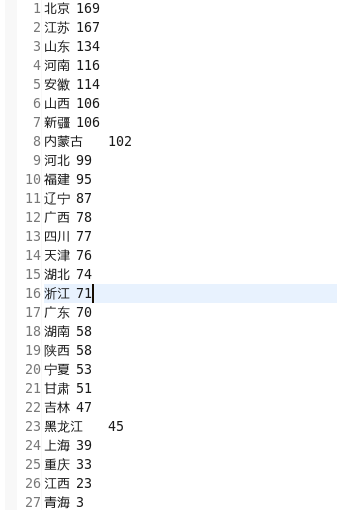 1 北京 169
2 江苏 167
3 山东 134
4 河南 116
5 安徽 114
6 山西 106
7 新疆 106
8 内蒙古 102
9 河北 99
10 福建 95
11 辽宁 87
12 广西 78
13 四川 77
14 天津 76
15 湖北 74
16 浙江 71
17 广东 70
18 湖南 58
19 陕西 58
20 宁夏 53
21 甘肃 51
22 吉林 47
23 黑龙江 45
24 上海 39
25 重庆 33
26 江西 23
27 青海 3